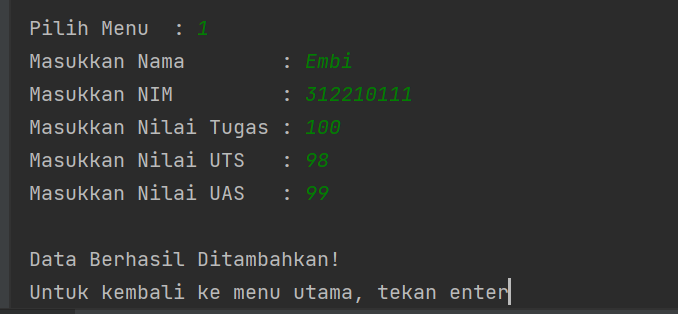 Pilih Menu  : 1
Masukkan Nama        : Embi
Masukkan NIM         : 312210111
Masukkan Nilai Tugas : 100
Masukkan Nilai UTS   : 98
Masukkan Nilai UAS   : 99
Data Berhasil Ditambahkan!
Untuk kembali ke menu utama, tekan enter